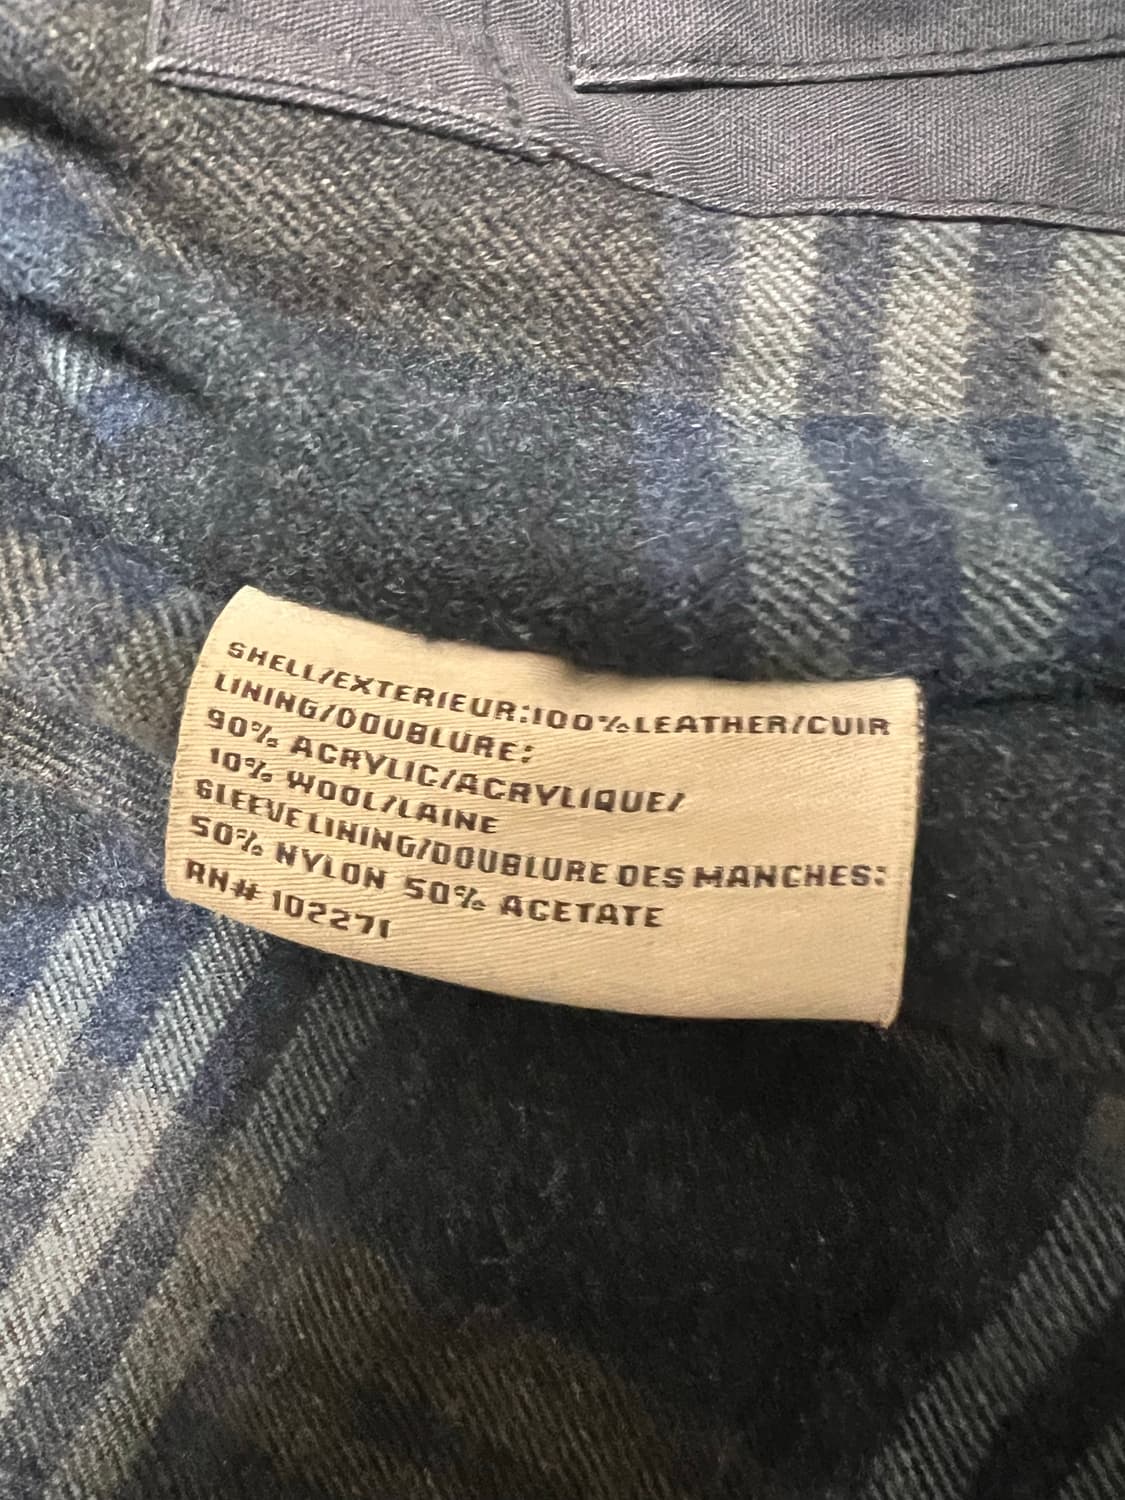 SHELL/EXTERIEUR:100%LEATHER/CUIR
LINING/DOUBLURE:
90% ACRYLIC/ACRYLIQUE/
10% WOOL/LAINE
SLEEVE LINING/DOUBLURE DES MANCHES:
50% NYLON 50% ACETATE
RN# 102271